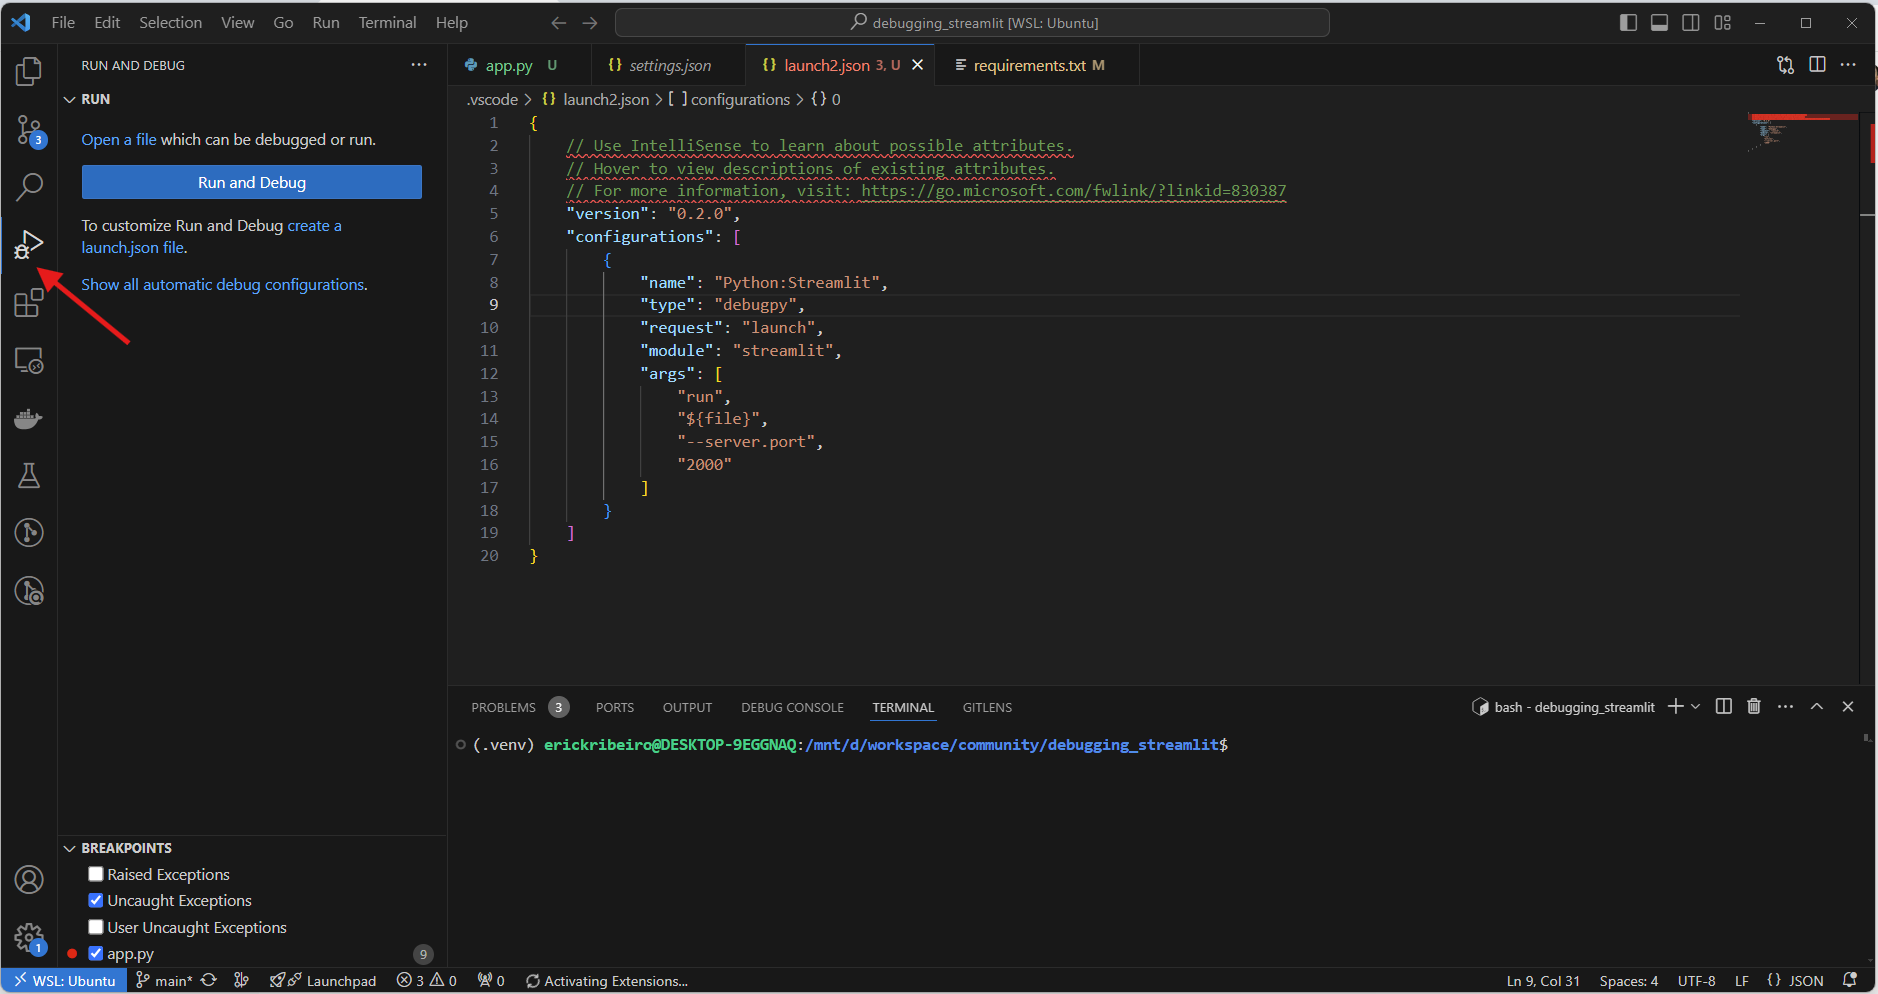 File Edit Selection View Go Run Terminal Help
debugging_streamlit [WSL: Ubuntu]
RUN AND DEBUG
RUN
Open a file which can be debugged or run.
Run and Debug
To customize Run and Debug create a
launch.json file.
Show all automatic debug configurations.
3
app.py U
{} settings.json
{} launch2.json 3, U
requirements.txt M
.vscode > {} launch2.json > [ ] configurations > {} 0
1 {
2 // Use IntelliSense to learn about possible attributes.
3 // Hover to view descriptions of existing attributes.
4 // For more information, visit: https://go.microsoft.com/fwlink/?linkid=830387
5 "version": "0.2.0",
6 "configurations": [
7 {
8 "name": "Python:Streamlit",
9 "type": "debugpy",
10 "request": "launch",
11 "module": "streamlit",
12 "args": [
13 "run",
14 "${file}",
15 "--server.port",
16 "2000"
17 ]
18 }
19 ]
20 }
PROBLEMS 3 PORTS OUTPUT DEBUG CONSOLE TERMINAL GITLENS
bash - debugging_streamlit
(.venv) erickribeiro@DESKTOP-9EGGNAQ:/mnt/d/workspace/community/debugging_streamlit$
BREAKPOINTS
Raised Exceptions
Uncaught Exceptions
User Uncaught Exceptions
app.py 9
1
WSL: Ubuntu main* Launchpad 3 0 0 Activating Extensions...
Ln 9, Col 31 Spaces: 4 UTF-8 LF {} JSON